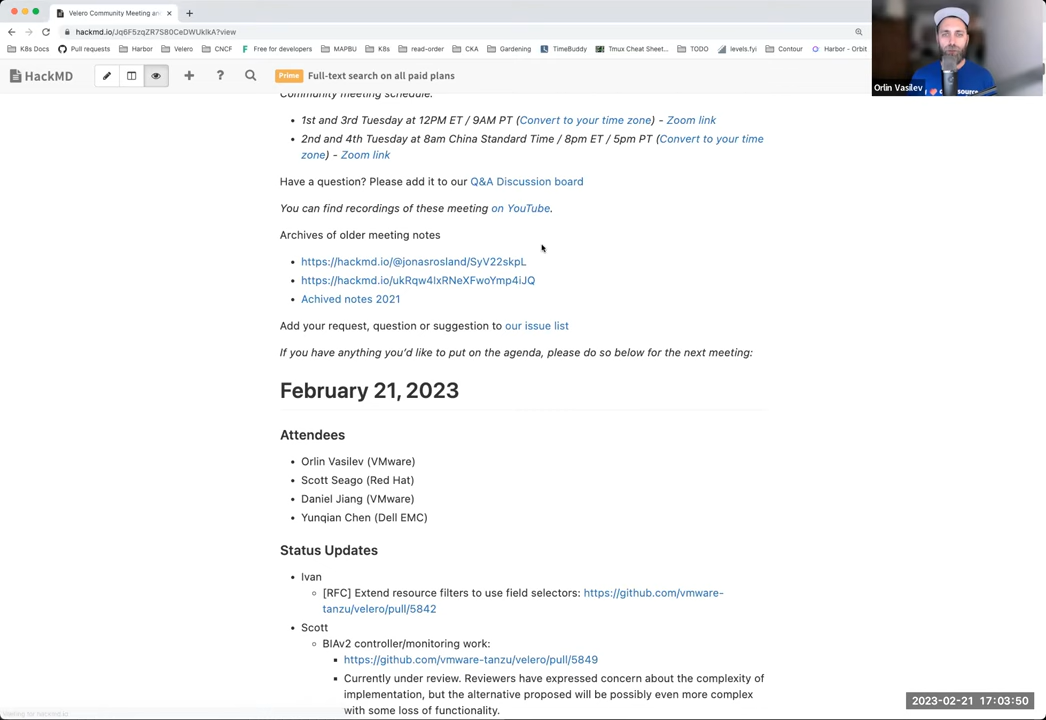 Velero Community Meeting and
hackmd.io/Jq6F5zqZR7S80CeDWUkIkA?view
K8s Docs Pull requests Harbor Velero CNCF Free for developers MAPBU K8s read-order CKA Gardening TimeBuddy Tmux Cheat Sheet... TODO levels.fyi Contour Harbor - Orbit
HackMD
Prime Full-text search on all paid plans
Orlin Vasilev
Community meeting schedule:
• 1st and 3rd Tuesday at 12PM ET / 9AM PT (Convert to your time zone) - Zoom link
• 2nd and 4th Tuesday at 8am China Standard Time / 8pm ET / 5pm PT (Convert to your time
zone) - Zoom link
Have a question? Please add it to our Q&A Discussion board
You can find recordings of these meeting on YouTube.
Archives of older meeting notes
• https://hackmd.io/@jonasrosland/SyV22skpL
• https://hackmd.io/ukRqw4IxRNeXFwoYmp4iJQ
• Achived notes 2021
Add your request, question or suggestion to our issue list
If you have anything you'd like to put on the agenda, please do so below for the next meeting:
February 21, 2023
Attendees
• Orlin Vasilev (VMware)
• Scott Seago (Red Hat)
• Daniel Jiang (VMware)
• Yunqian Chen (Dell EMC)
Status Updates
• Ivan
◦ [RFC] Extend resource filters to use field selectors: https://github.com/vmware-
tanzu/velero/pull/5842
• Scott
◦ BIAv2 controller/monitoring work:
▪ https://github.com/vmware-tanzu/velero/pull/5849
▪ Currently under review. Reviewers have expressed concern about the complexity of
implementation, but the alternative proposed will be possibly even more complex
with some loss of functionality.
Waiting for hackmd.io...
2023-02-21 17:03:50